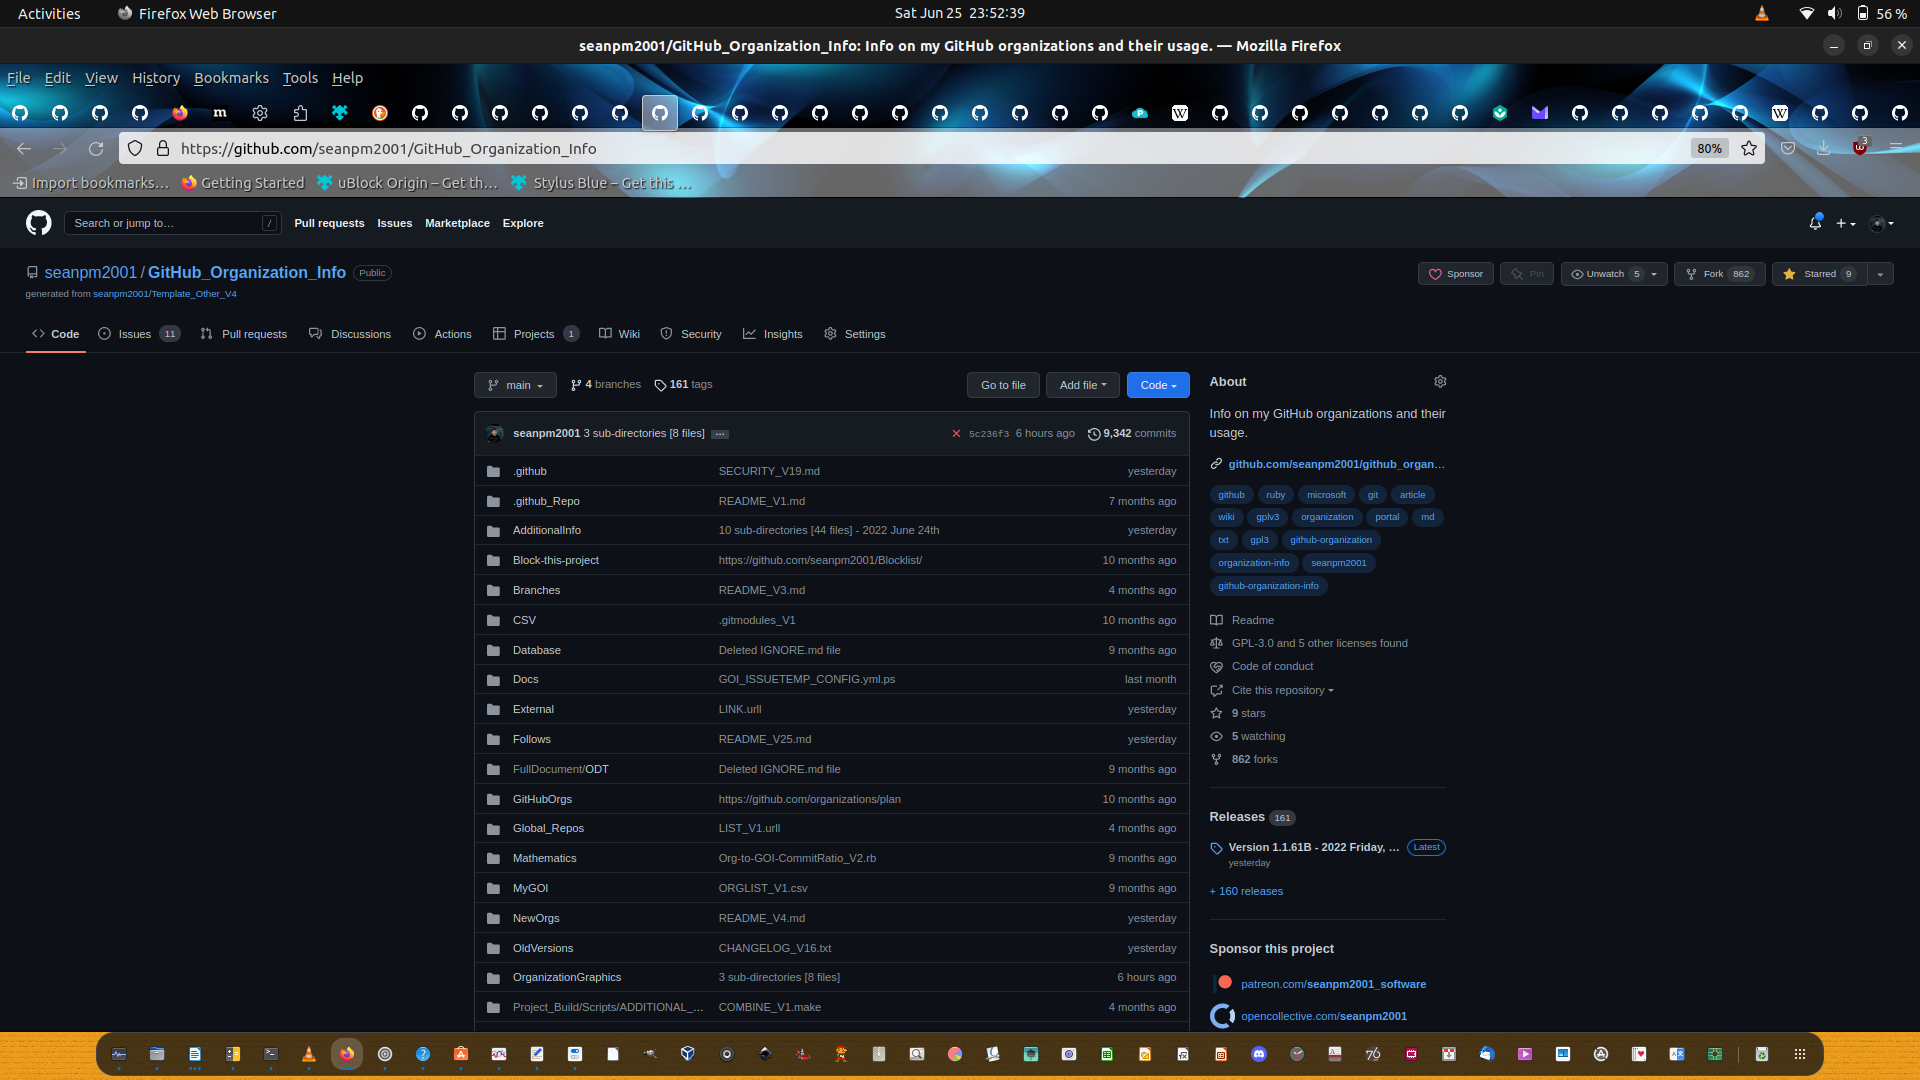 Activities Firefox Web Browser Sat Jun 25 23:52:39 56 %
seanpm2001/GitHub_Organization_Info: Info on my GitHub organizations and their usage. — Mozilla Firefox
File Edit View History Bookmarks Tools Help
https://github.com/seanpm2001/GitHub_Organization_Info 80% 3
Import bookmarks… Getting Started uBlock Origin – Get th… Stylus Blue – Get this …
Search or jump to… / Pull requests Issues Marketplace Explore
seanpm2001 / GitHub_Organization_Info Public Sponsor Pin Unwatch 5 Fork 862 Starred 9
generated from seanpm2001/Template_Other_V4
Code Issues 11 Pull requests Discussions Actions Projects 1 Wiki Security Insights Settings
main 4 branches 161 tags Go to file Add file Code
seanpm2001 3 sub-directories [8 files] … 5c236f3 6 hours ago 9,342 commits
.github SECURITY_V19.md yesterday
.github_Repo README_V1.md 7 months ago
AdditionalInfo 10 sub-directories [44 files] - 2022 June 24th yesterday
Block-this-project https://github.com/seanpm2001/Blocklist/ 10 months ago
Branches README_V3.md 4 months ago
CSV .gitmodules_V1 10 months ago
Database Deleted IGNORE.md file 9 months ago
Docs GOI_ISSUETEMP_CONFIG.yml.ps last month
External LINK.urll yesterday
Follows README_V25.md yesterday
FullDocument/ODT Deleted IGNORE.md file 9 months ago
GitHubOrgs https://github.com/organizations/plan 10 months ago
Global_Repos LIST_V1.urll 4 months ago
Mathematics Org-to-GOI-CommitRatio_V2.rb 9 months ago
MyGOI ORGLIST_V1.csv 9 months ago
NewOrgs README_V4.md yesterday
OldVersions CHANGELOG_V16.txt yesterday
OrganizationGraphics 3 sub-directories [8 files] 6 hours ago
Project_Build/Scripts/ADDITIONAL_… COMBINE_V1.make 4 months ago
About
Info on my GitHub organizations and their
usage.
github.com/seanpm2001/github_organ…
github ruby microsoft git article
wiki gplv3 organization portal md
txt gpl3 github-organization
organization-info seanpm2001
github-organization-info
Readme
GPL-3.0 and 5 other licenses found
Code of conduct
Cite this repository
9 stars
5 watching
862 forks
Releases 161
Version 1.1.61B - 2022 Friday, … Latest
yesterday
+ 160 releases
Sponsor this project
patreon.com/seanpm2001_software
opencollective.com/seanpm2001